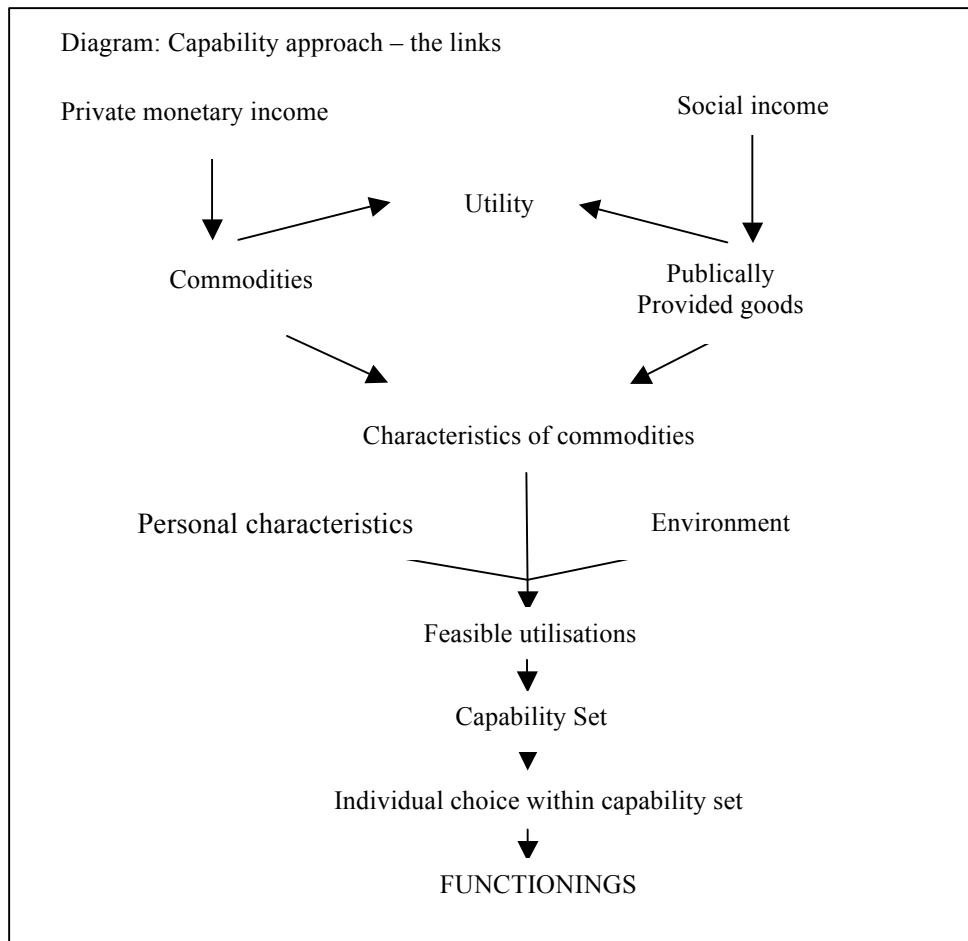 Diagram: Capability approach – the links
Private monetary income
Social income
Utility
Commodities
Publically
Provided goods
Characteristics of commodities
Personal characteristics
Environment
Feasible utilisations
Capability Set
Individual choice within capability set
FUNCTIONINGS